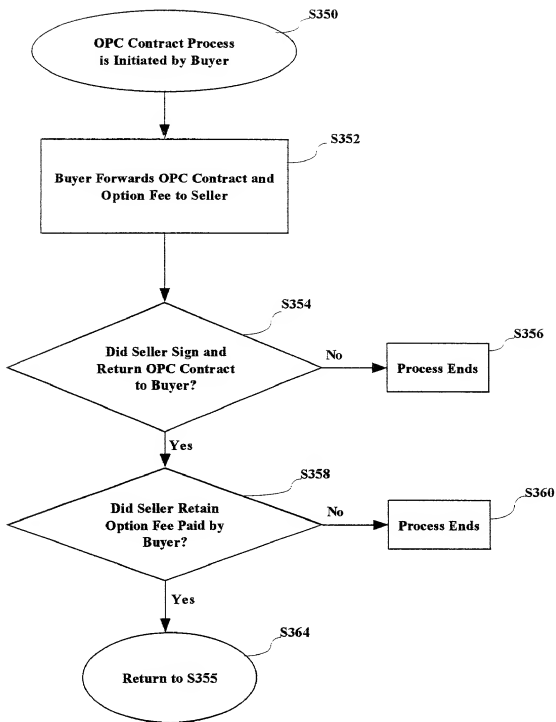 S350
OPC Contract Process
is Initiated by Buyer
S352
Buyer Forwards OPC Contract and
Option Fee to Seller
S354
Did Seller Sign and
Return OPC Contract
to Buyer?
No
S356
Process Ends
Yes
S358
Did Seller Retain
Option Fee Paid by
Buyer?
No
S360
Process Ends
Yes
S364
Return to S355